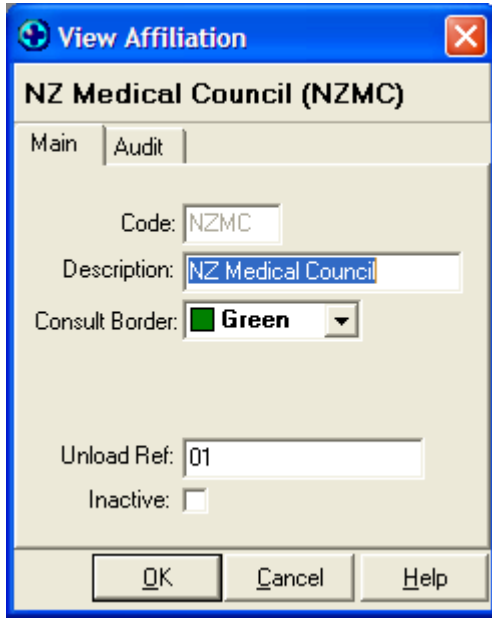 View Affiliation
NZ Medical Council (NZMC)
Main Audit
Code: NZMC
Description: NZ Medical Council
Consult Border: Green
Unload Ref: 01
Inactive:
OK Cancel Help